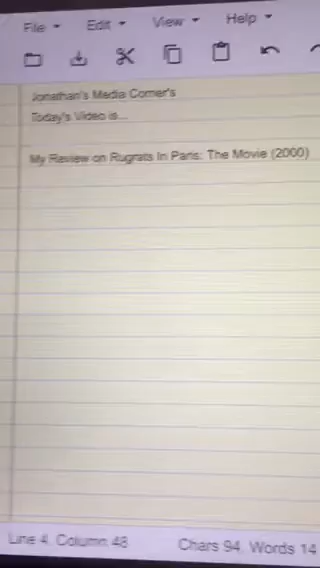 File Edit View Help
Jonathan's Media Corner's
Today's Video is...
My Review on Rugrats In Paris: The Movie (2000)
Line 4, Column 48 Chars 94, Words 14